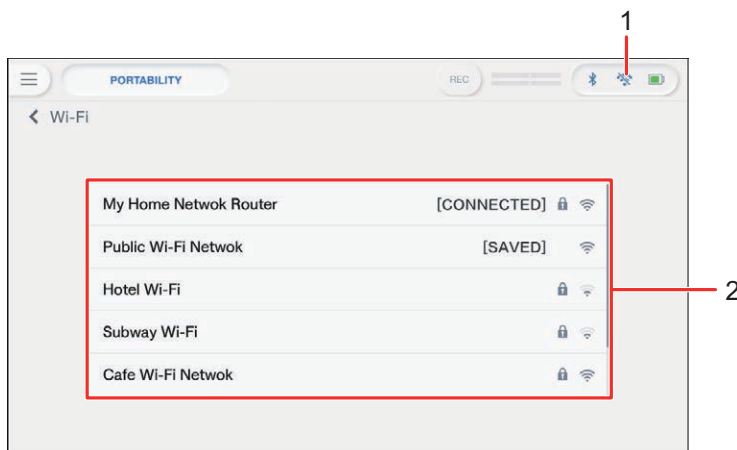 1
PORTABILITY
REC
Wi-Fi
My Home Netwok Router [CONNECTED]
Public Wi-Fi Netwok [SAVED]
Hotel Wi-Fi
2
Subway Wi-Fi
Cafe Wi-Fi Netwok